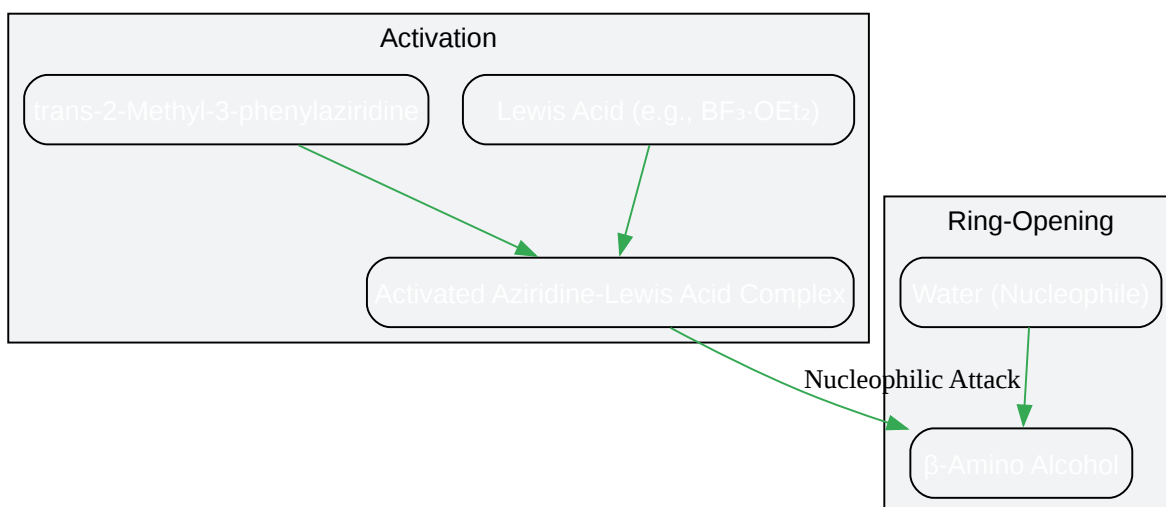 Activation
trans-2-Methyl-3-phenylaziridine
Lewis Acid (e.g., BF₃·OEt₂)
Ring-Opening
Activated Aziridine-Lewis Acid Complex
Water (Nucleophile)
Nucleophilic Attack
β-Amino Alcohol